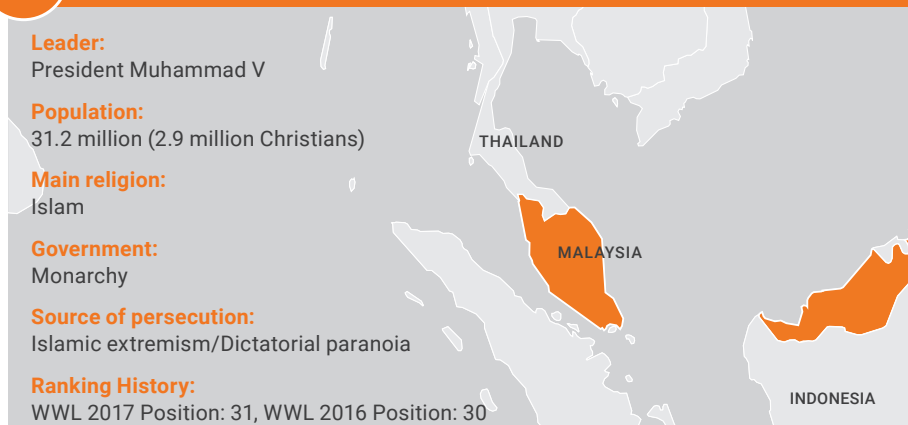 Leader:
President Muhammad V
Population:
31.2 million (2.9 million Christians)
Main religion:
Islam
Government:
Monarchy
Source of persecution:
Islamic extremism/Dictatorial paranoia
Ranking History:
WWL 2017 Position: 31, WWL 2016 Position: 30
THAILAND
MALAYSIA
INDONESIA